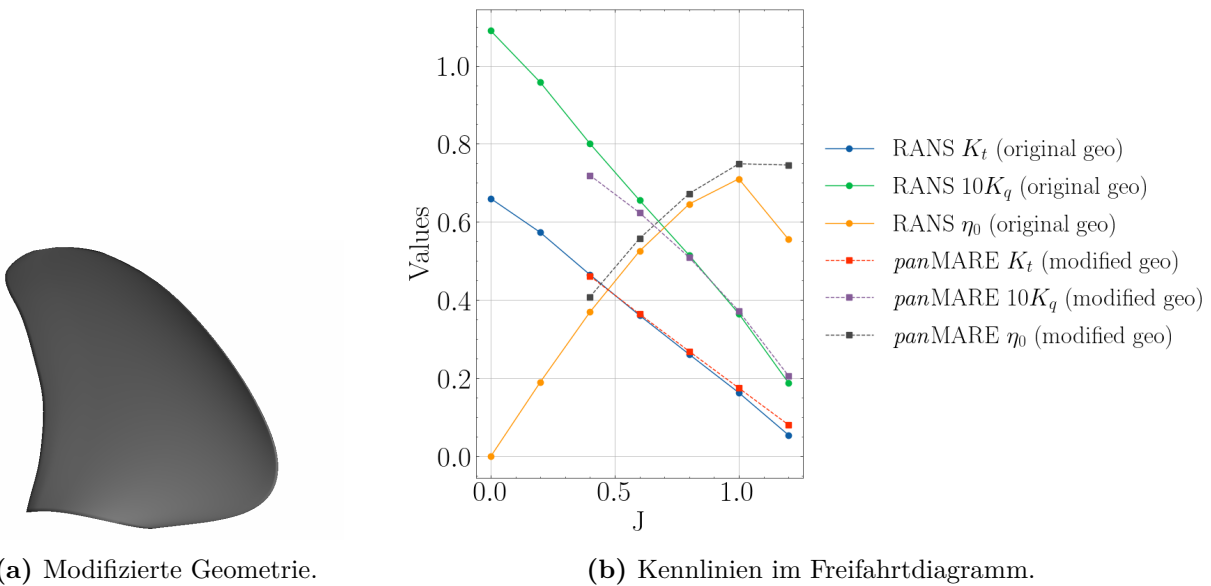 1.0
0.8
0.6
0.4
0.2
0.0
Values
0.0 0.5 1.0
J
RANS K_t (original geo)
RANS 10K_q (original geo)
RANS η_0 (original geo)
panMARE K_t (modified geo)
panMARE 10K_q (modified geo)
panMARE η_0 (modified geo)
a) Modifizierte Geometrie.
(b) Kennlinien im Freifahrtdiagramm.